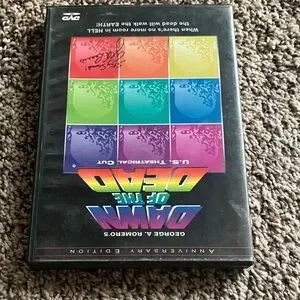 ANNIVERSARY EDITION
GEORGE A. ROMERO'S
DAWN
OF THE
DEAD
U.S. THEATRICAL CUT
When there's no more room in HELL
the dead will walk the EARTH!
DVD